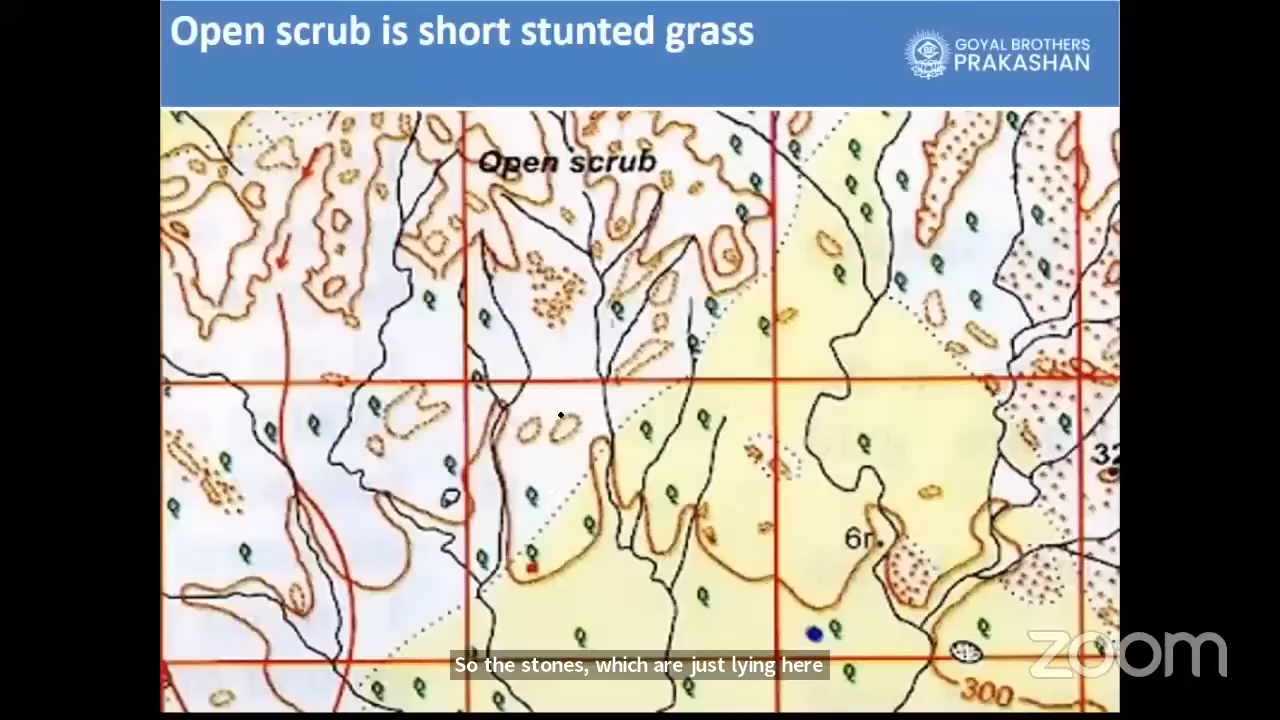 Open scrub is short stunted grass
GOYAL BROTHERS
PRAKASHAN
Open scrub
32
6r.
300
So the stones, which are just lying here
zoom